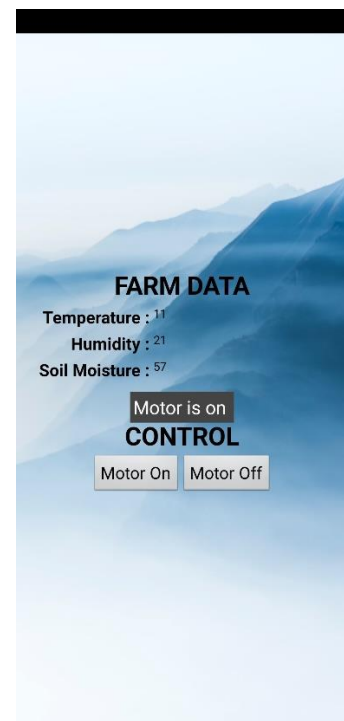 FARM DATA
Temperature : 11
Humidity : 21
Soil Moisture : 57
Motor is on
CONTROL
Motor On Motor Off